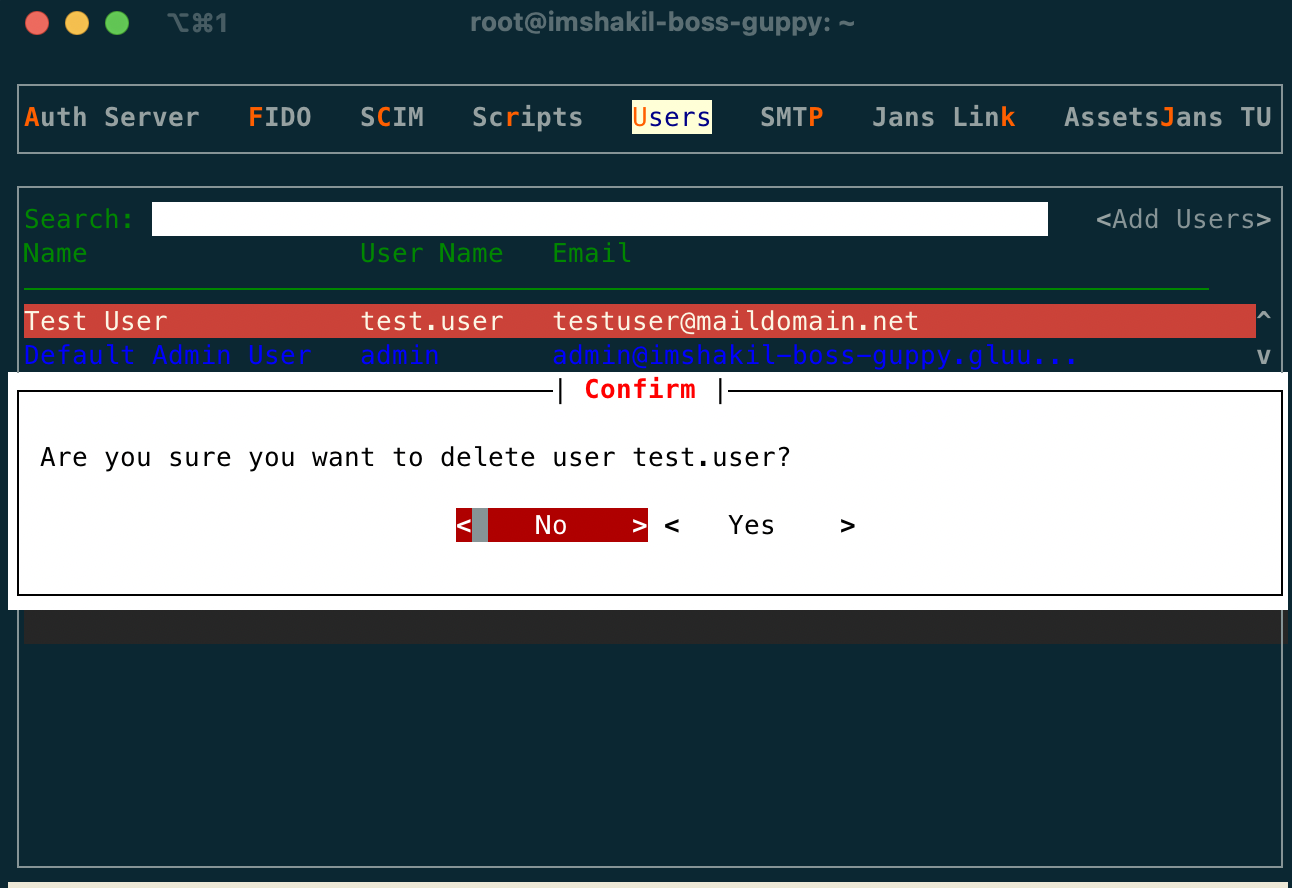 ⌥⌘1 root@imshakil-boss-guppy: ~
Auth Server FIDO SCIM Scripts Users SMTP Jans Link AssetsJans TU
Search: <Add Users>
Name User Name Email
Test User test.user testuser@maildomain.net ^
Default Admin User admin admin@imshakil-boss-guppy.gluu... v
| Confirm |
Are you sure you want to delete user test.user?
< No > < Yes >